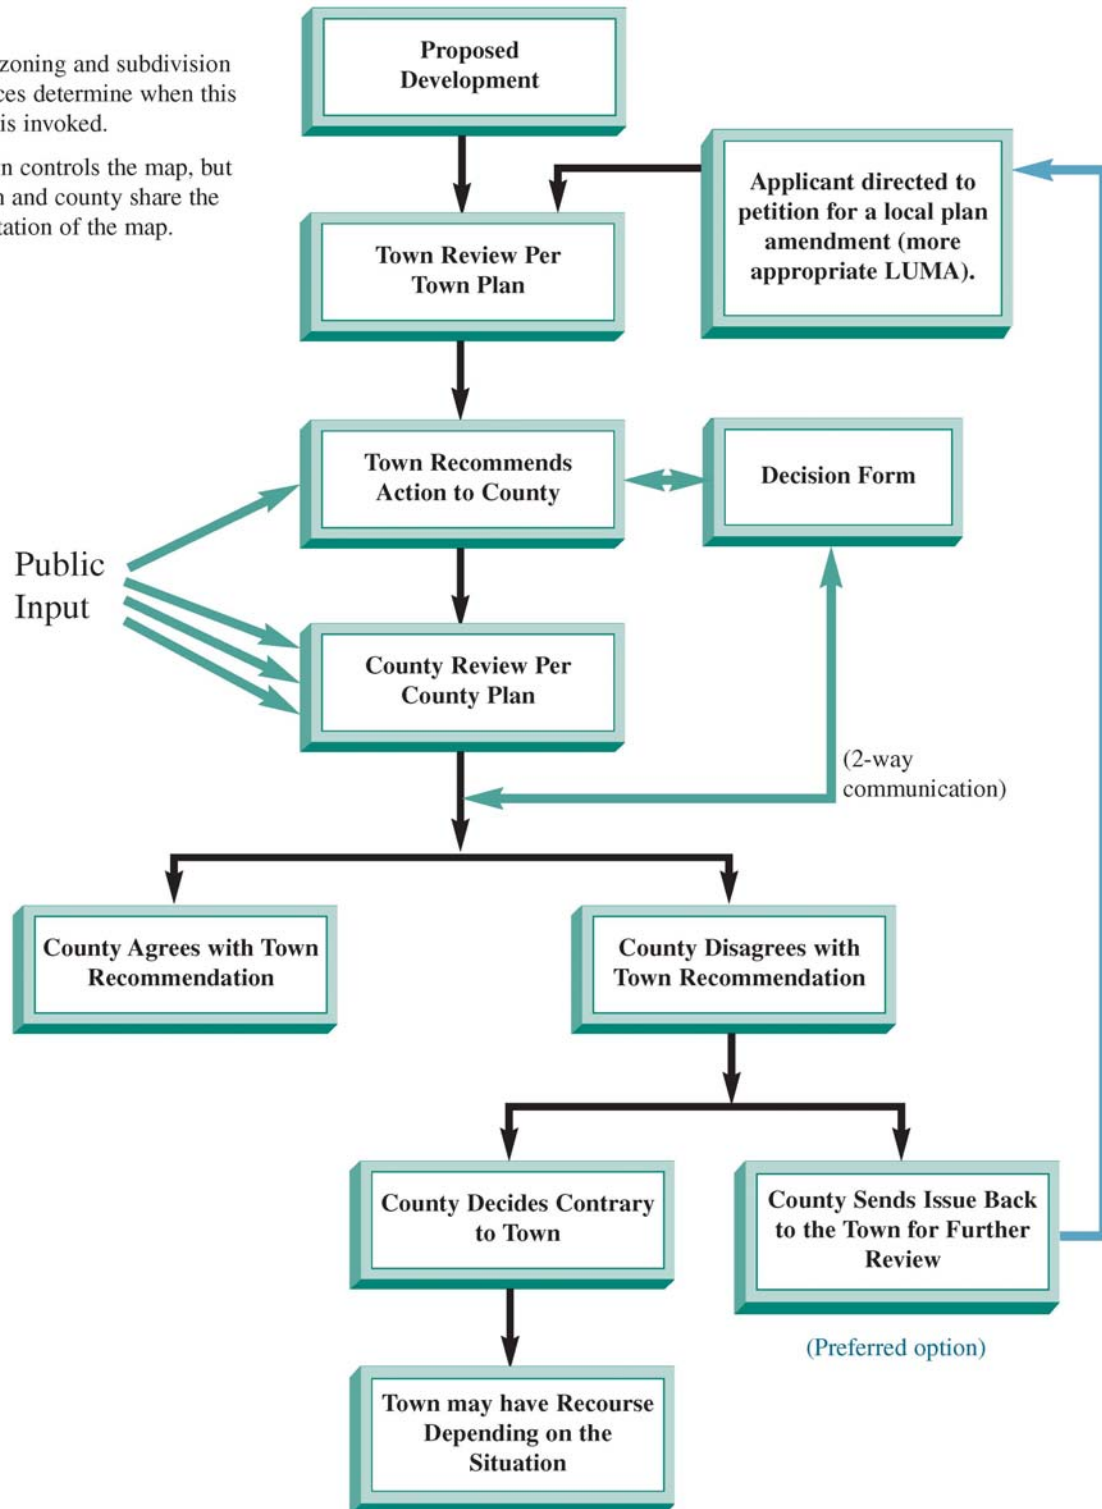 Proposed
Development
zoning and subdivision
ces determine when this
is invoked.
n controls the map, but
n and county share the
tation of the map.
Applicant directed to
petition for a local plan
amendment (more
appropriate LUMA).
Town Review Per
Town Plan
Town Recommends
Action to County
Decision Form
Public
Input
County Review Per
County Plan
(2-way
communication)
County Agrees with Town
Recommendation
County Disagrees with
Town Recommendation
County Decides Contrary
to Town
County Sends Issue Back
to the Town for Further
Review
(Preferred option)
Town may have Recourse
Depending on the
Situation